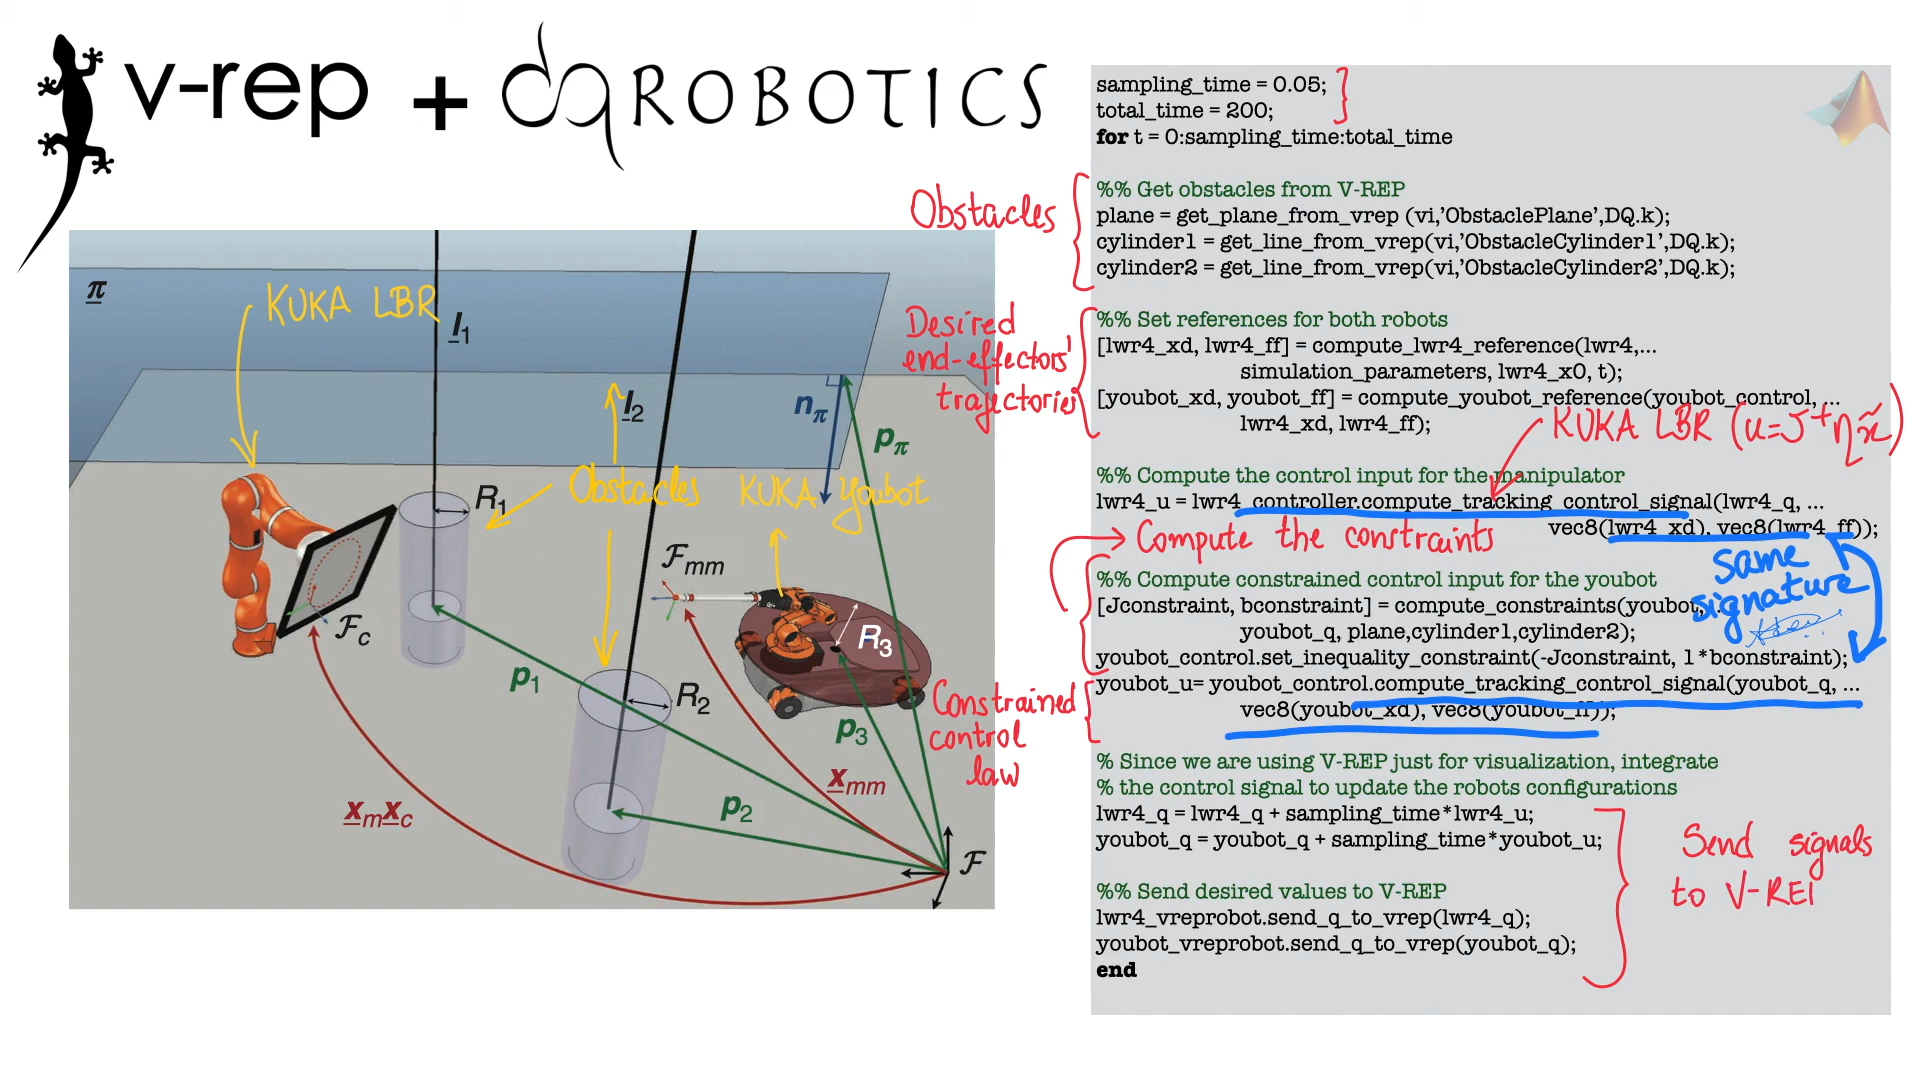 v-rep + DQ ROBOTICS
π
KUKA LBR
l1
l2
nπ
pπ
R1
Obstacles
KUKA Youbot
Fmm
Fc
R3
p1
R2
p3
xmm
xmxc
p2
F
sampling_time = 0.05;
total_time = 200;
for t = 0:sampling_time:total_time
Obstacles
%% Get obstacles from V-REP
plane = get_plane_from_vrep (vi,'ObstaclePlane',DQ.k);
cylinder1 = get_line_from_vrep(vi,'ObstacleCylinder1',DQ.k);
cylinder2 = get_line_from_vrep(vi,'ObstacleCylinder2',DQ.k);
Desired
end-effectors'
trajectories
%% Set references for both robots
[lwr4_xd, lwr4_ff] = compute_lwr4_reference(lwr4,...
simulation_parameters, lwr4_x0, t);
[youbot_xd, youbot_ff] = compute_youbot_reference(youbot_control, ...
lwr4_xd, lwr4_ff);
KUKA LBR (u=J⁺ηx̃)
%% Compute the control input for the manipulator
lwr4_u = lwr4_controller.compute_tracking_control_signal(lwr4_q, ...
vec8(lwr4_xd), vec8(lwr4_ff));
Compute the constraints
same
signature
%% Compute constrained control input for the youbot
[Jconstraint, bconstraint] = compute_constraints(youbot,
youbot_q, plane,cylinder1,cylinder2);
youbot_control.set_inequality_constraint(-Jconstraint, 1*bconstraint);
Constrained
control
law
youbot_u= youbot_control.compute_tracking_control_signal(youbot_q, ...
vec8(youbot_xd), vec8(youbot_ff));
% Since we are using V-REP just for visualization, integrate
% the control signal to update the robots configurations
lwr4_q = lwr4_q + sampling_time*lwr4_u;
youbot_q = youbot_q + sampling_time*youbot_u;
Send signals
to V-REP
%% Send desired values to V-REP
lwr4_vreprobot.send_q_to_vrep(lwr4_q);
youbot_vreprobot.send_q_to_vrep(youbot_q);
end